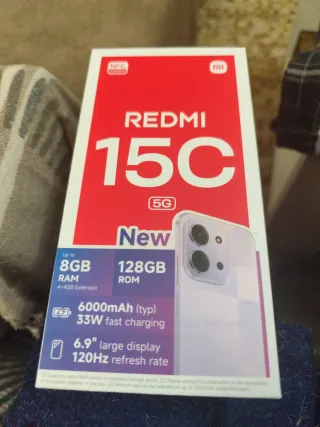 NFC
mi
REDMI
15C
5G
New
Up to
8GB
RAM
4+4GB Extension
128GB
ROM
6000mAh (typ)
33W fast charging
6.9" large display
120Hz refresh rate